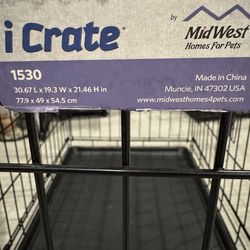 i Crate®
by MidWest®
Homes For Pets
1530
30.67 L x 19.3 W x 21.46 H in
77.9 x 49 x 54.5 cm
Made in China
Muncie, IN 47302 USA
www.midwesthomes4pets.com